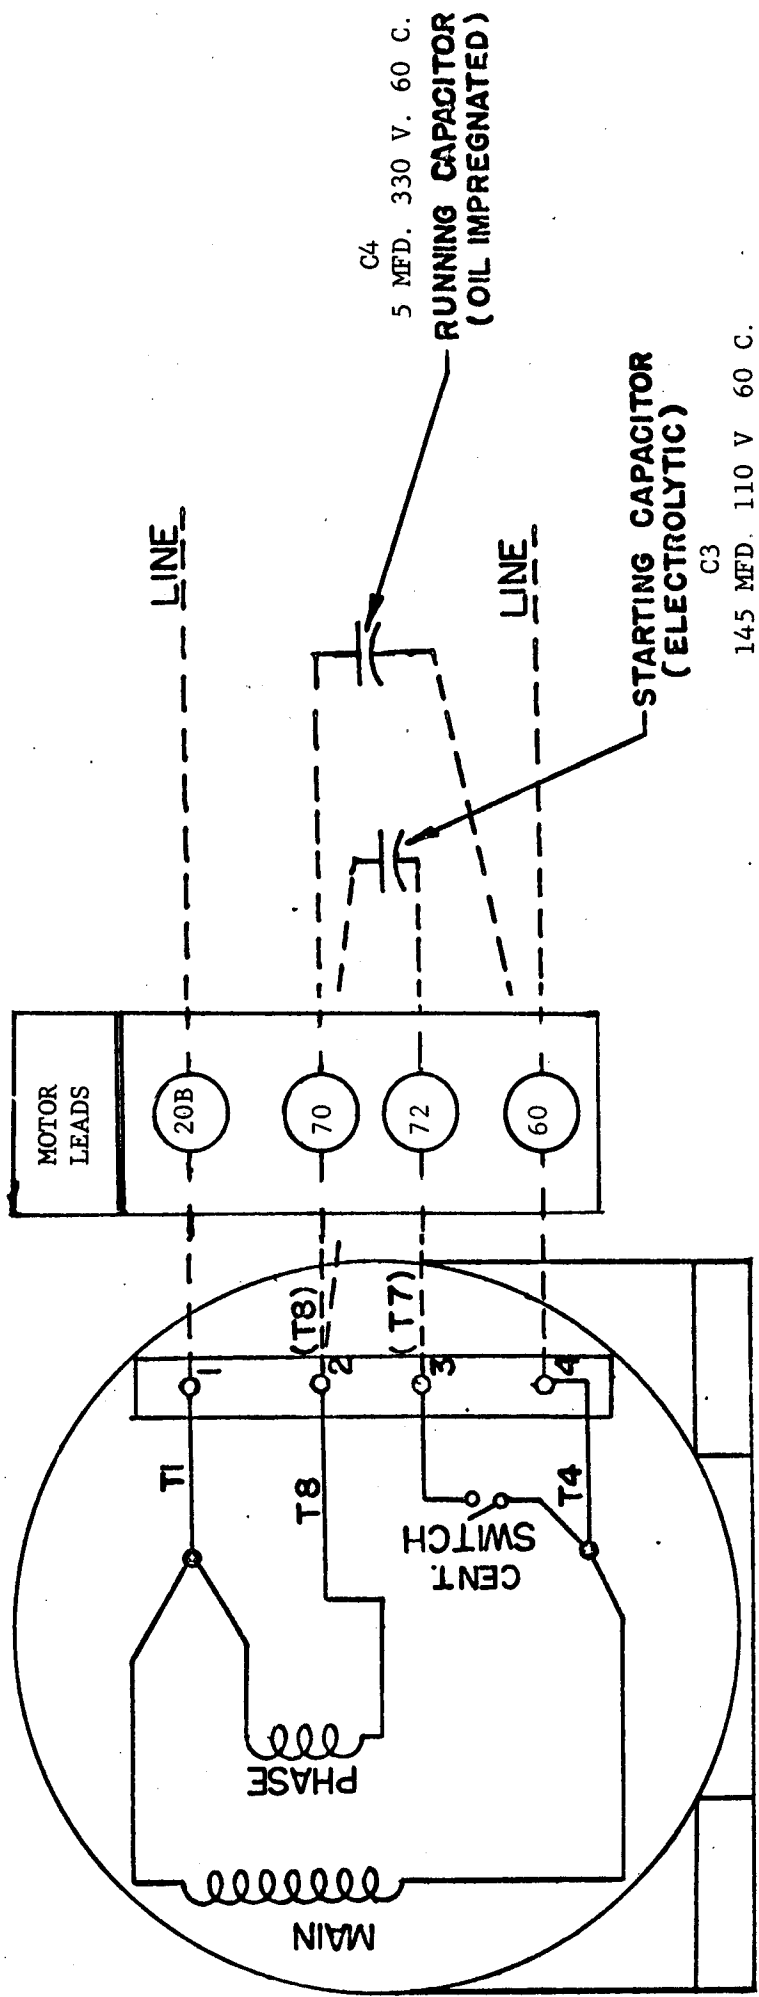 MOTOR
LEADS
20B
70
72
60
LINE
LINE
C4
5 MFD. 330 V. 60 C.
RUNNING CAPACITOR
(OIL IMPREGNATED)
STARTING CAPACITOR
(ELECTROLYTIC)
C3
145 MFD. 110 V 60 C.
1
2
3
4
(T8)
(T7)
T1
T8
T4
CENT.
SWITCH
PHASE
MAIN